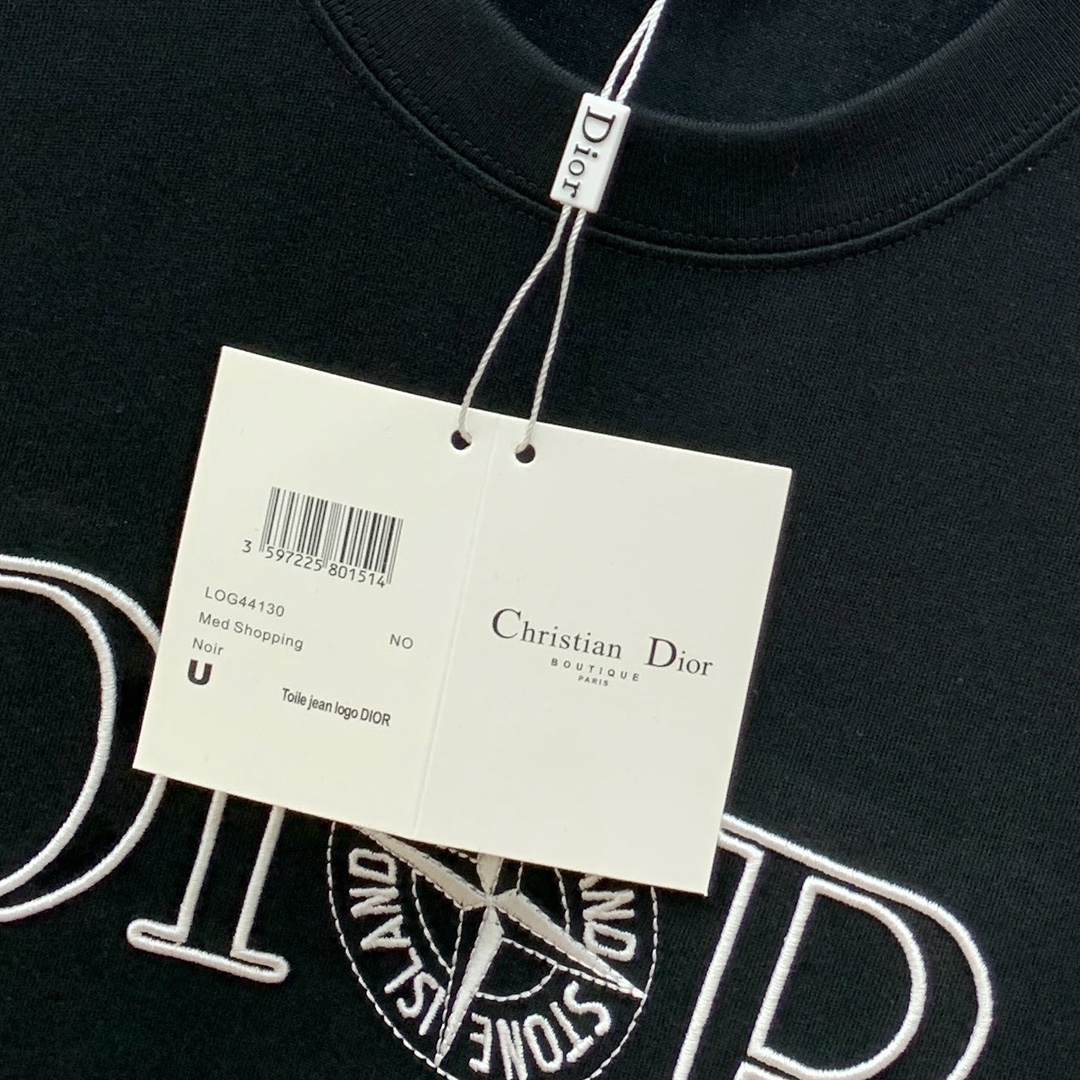 Dior
3 597225 801514
LOG44130
Med Shopping NO
Noir
U
Toile jean logo DIOR
Christian Dior
BOUTIQUE
PARIS
DIOR
STONE ISLAND